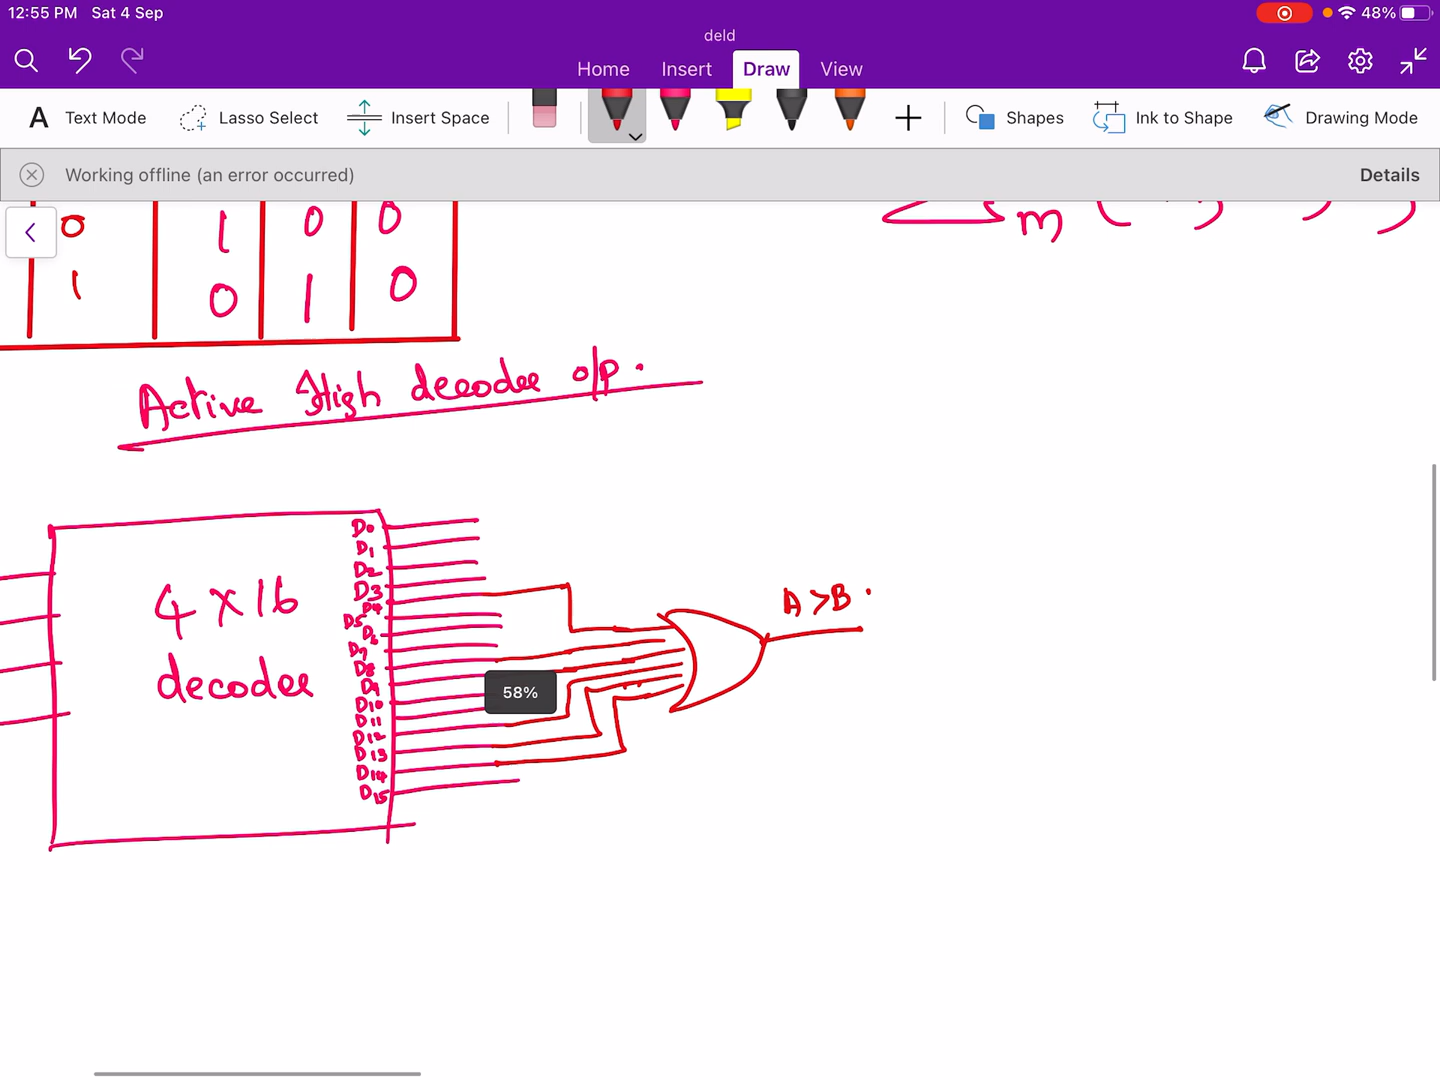 12:55 PM Sat 4 Sep 48%
deld
Home Insert Draw View
A Text Mode Lasso Select Insert Space Shapes Ink to Shape Drawing Mode
Working offline (an error occurred) Details
0 1 0 0
1 0 1 0
m
Active High decoder o/p.
D0
D1
D2
D3
D4
D5
D6
D7
D8
D9
D10
D11
D12
D13
D14
D15
4 x 16
decoder
58%
A > B .